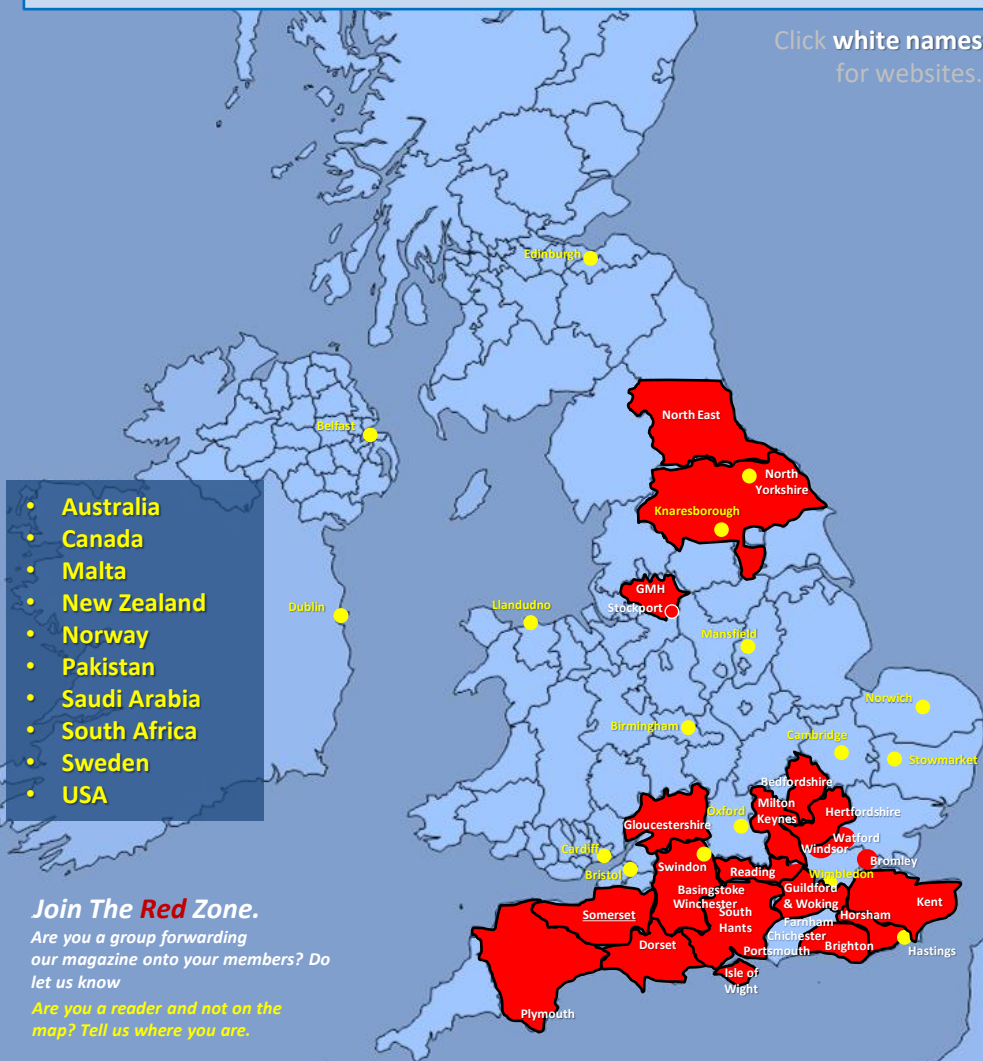 Click white names
for websites.
Edinburgh
Belfast
North East
North
Yorkshire
Knaresborough
• Australia
• Canada
• Malta
• New Zealand
• Norway
• Pakistan
• Saudi Arabia
• South Africa
• Sweden
• USA
GMH
Stockport
Dublin
Llandudno
Mansfield
Norwich
Birmingham
Cambridge
Stowmarket
Bedfordshire
Milton
Keynes
Hertfordshire
Oxford
Gloucestershire
Watford
Windsor
Cardiff
Bromley
Bristol
Swindon
Reading
Wimbledon
Basingstoke
Winchester
Guildford
& Woking
Kent
Somerset
South
Hants
Farnham
Horsham
Chichester
Dorset
Portsmouth
Brighton
Hastings
Isle of
Wight
Plymouth
Join The Red Zone.
Are you a group forwarding
our magazine onto your members? Do
let us know
Are you a reader and not on the
map? Tell us where you are.